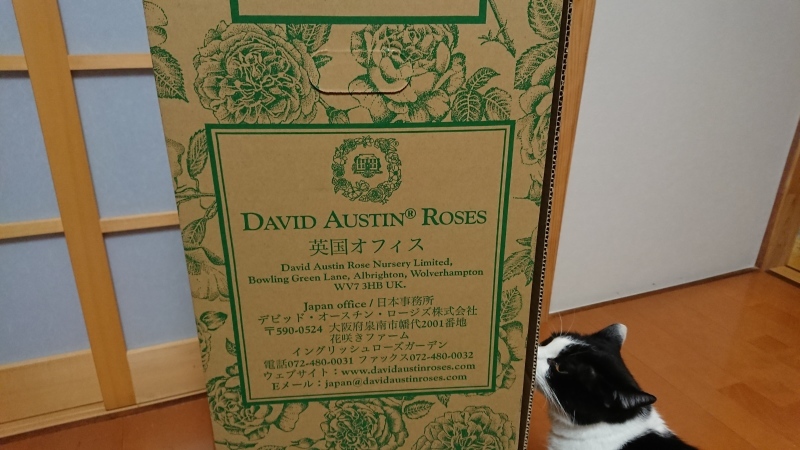 DAVID AUSTIN® ROSES
英国オフィス
David Austin Rose Nursery Limited,
Bowling Green Lane, Albrighton, Wolverhampton
WV7 3HB UK.
Japan office / 日本事務所
デビッド・オースチン・ロージズ株式会社
〒590-0524 大阪府泉南市幡代2001番地
花咲きファーム
イングリッシュローズガーデン
電話072-480-0031 ファックス072-480-0032
ウェブサイト：www.davidaustinroses.com
Eメール：japan@davidaustinroses.com